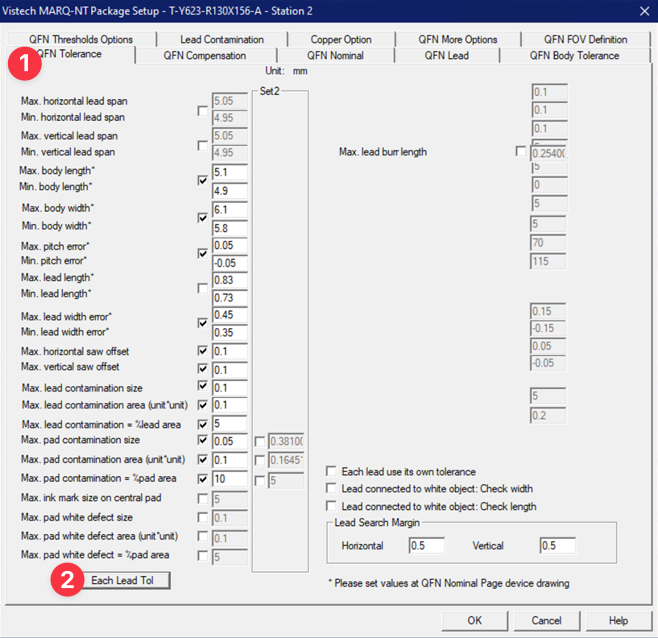 Vistech MARQ-NT Package Setup - T-Y623-R130X156-A - Station 2
QFN Thresholds Options Lead Contamination Copper Option QFN More Options QFN FOV Definition
1 QFN Tolerance QFN Compensation QFN Nominal QFN Lead QFN Body Tolerance
Unit: mm
Set2
Max. horizontal lead span 5.05
Min. horizontal lead span 4.95
Max. vertical lead span 5.05
Min. vertical lead span 4.95
Max. body length* 5.1
Min. body length* 4.9
Max. body width* 6.1
Min. body width* 5.8
Max. pitch error* 0.05
Min. pitch error* -0.05
Max. lead length* 0.83
Min. lead length* 0.73
Max. lead width error* 0.45
Min. lead width error* 0.35
Max. horizontal saw offset 0.1
Max. vertical saw offset 0.1
Max. lead contamination size 0.1
Max. lead contamination area (unit*unit) 0.1
Max. lead contamination = %lead area 5
Max. pad contamination size 0.05 0.3810
Max. pad contamination area (unit*unit) 0.1 0.1645
Max. pad contamination = %pad area 10 5
Max. ink mark size on central pad 5
Max. pad white defect size 0.1
Max. pad white defect area (unit*unit) 0.1
Max. pad white defect = %pad area 5
2 Each Lead Tol
0.1
0.1
0.1
Max. lead burr length 0.2540
5
0
5
5
70
115
0.15
-0.15
0.05
-0.05
5
0.2
Each lead use its own tolerance
Lead connected to white object: Check width
Lead connected to white object: Check length
Lead Search Margin
Horizontal 0.5 Vertical 0.5
* Please set values at QFN Nominal Page device drawing
OK Cancel Help